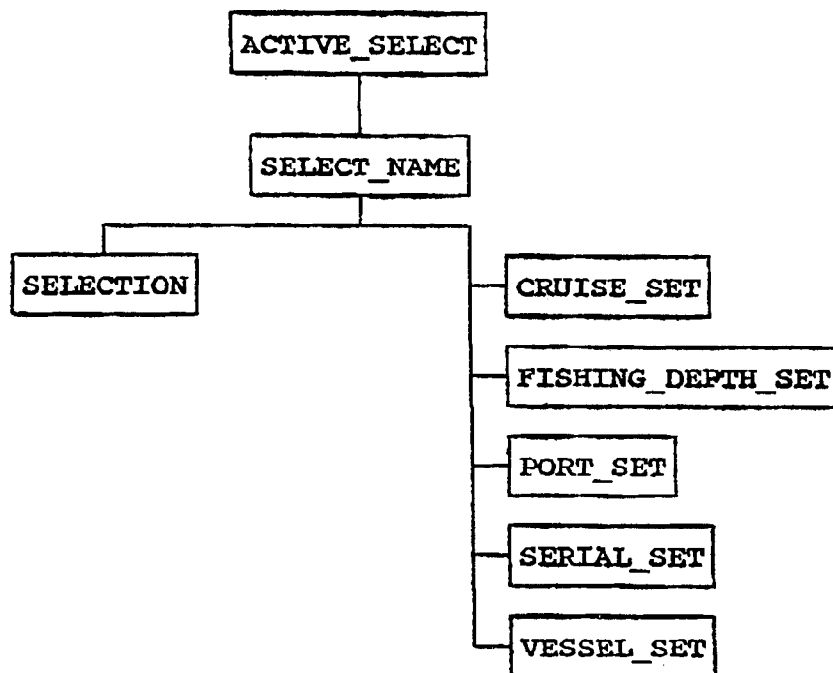 ACTIVE_SELECT
SELECT_NAME
SELECTION
CRUISE_SET
FISHING_DEPTH_SET
PORT_SET
SERIAL_SET
VESSEL_SET